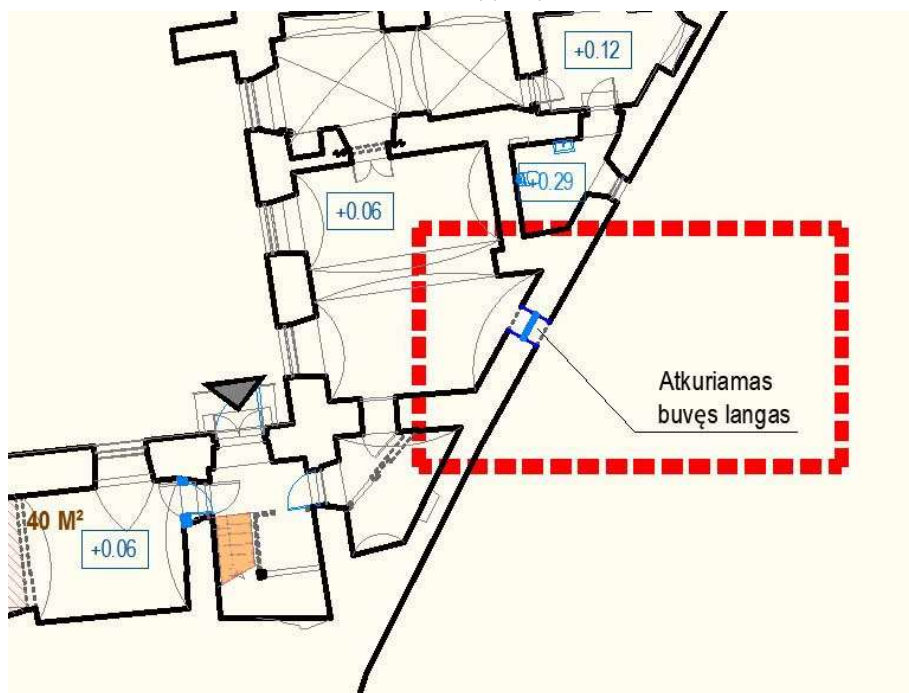 +0.12
+0.29
+0.06
Atkuriamas
buvęs langas
40 M²
+0.06